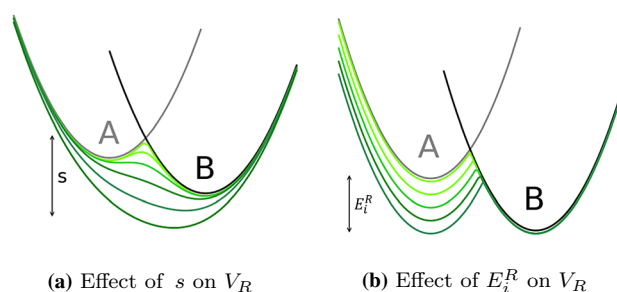 A
B
s
(a) Effect of s on V_R
A
B
E_i^R
(b) Effect of E_i^R on V_R